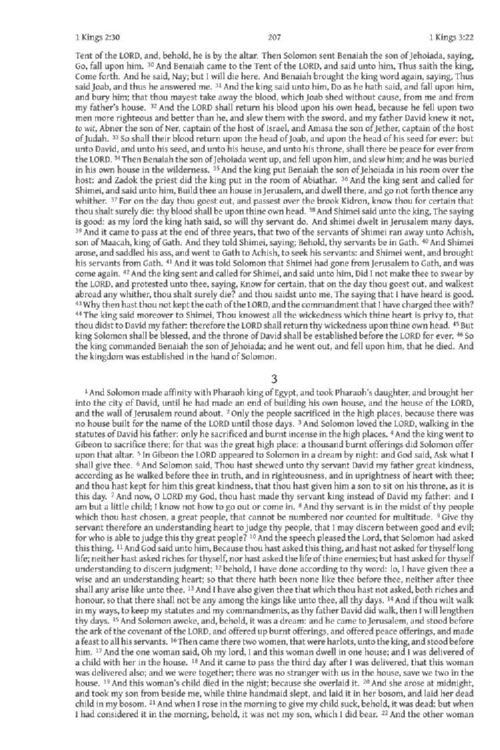 1 Kings 2:30 207 1 Kings 3:22
Tent of the LORD, and, behold, he is by the altar. Then Solomon sent Benaiah the son of Jehoiada, saying,
Go, fall upon him. 30 And Benaiah came to the Tent of the LORD, and said unto him, Thus saith the king,
Come forth. And he said, Nay; but I will die here. And Benaiah brought the king word again, saying, Thus
said Joab, and thus he answered me. 31 And the king said unto him, Do as he hath said, and fall upon him,
and bury him; that thou mayest take away the blood, which Joab shed without cause, from me and from
my father's house. 32 And the LORD shall return his blood upon his own head, because he fell upon two
men more righteous and better than he, and slew them with the sword, and my father David knew it not,
to wit, Abner the son of Ner, captain of the host of Israel, and Amasa the son of Jether, captain of the host
of Judah. 33 So shall their blood return upon the head of Joab, and upon the head of his seed for ever: but
unto David, and unto his seed, and unto his house, and unto his throne, shall there be peace for ever from
the LORD. 34 Then Benaiah the son of Jehoiada went up, and fell upon him, and slew him; and he was buried
in his own house in the wilderness. 35 And the king put Benaiah the son of Jehoiada in his room over the
host: and Zadok the priest did the king put in the room of Abiathar. 36 And the king sent and called for
Shimei, and said unto him, Build thee an house in Jerusalem, and dwell there, and go not forth thence any
whither. 37 For on the day thou goest out, and passest over the brook Kidron, know thou for certain that
thou shalt surely die: thy blood shall be upon thine own head. 38 And Shimei said unto the king, The saying
is good: as my lord the king hath said, so will thy servant do. And shimei dwelt in Jerusalem many days.
39 And it came to pass at the end of three years, that two of the servants of Shimei ran away unto Achish,
son of Maacah, king of Gath. And they told Shimei, saying; Behold, thy servants be in Gath. 40 And Shimei
arose, and saddled his ass, and went to Gath to Achish, to seek his servants: and Shimei went, and brought
his servants from Gath. 41 And it was told Solomon that Shimei had gone from Jerusalem to Gath, and was
come again. 42 And the king sent and called for Shimei, and said unto him, Did I not make thee to swear by
the LORD, and protested unto thee, saying, Know for certain, that on the day thou goest out, and walkest
abroad any whither, thou shalt surely die? and thou saidst unto me, The saying that I have heard is good.
43 Why then hast thou not kept the oath of the LORD, and the commandment that I have charged thee with?
44 The king said moreover to Shimei, Thou knowest all the wickedness which thine heart is privy to, that
thou didst to David my father: therefore the LORD shall return thy wickedness upon thine own head. 45 But
king Solomon shall be blessed, and the throne of David shall be established before the LORD for ever. 46 So
the king commanded Benaiah the son of Jehoiada; and he went out, and fell upon him, that he died. And
the kingdom was established in the hand of Solomon.
3
1 And Solomon made affinity with Pharaoh king of Egypt, and took Pharaoh's daughter, and brought her
into the city of David, until he had made an end of building his own house, and the house of the LORD,
and the wall of Jerusalem round about. 2 Only the people sacrificed in the high places, because there was
no house built for the name of the LORD until those days. 3 And Solomon loved the LORD, walking in the
statutes of David his father: only he sacrificed and burnt incense in the high places. 4 And the king went to
Gibeon to sacrifice there; for that was the great high place: a thousand burnt offerings did Solomon offer
upon that altar. 5 In Gibeon the LORD appeared to Solomon in a dream by night: and God said, Ask what I
shall give thee. 6 And Solomon said, Thou hast shewed unto thy servant David my father great kindness,
according as he walked before thee in truth, and in righteousness, and in uprightness of heart with thee;
and thou hast kept for him this great kindness, that thou hast given him a son to sit on his throne, as it is
this day. 7 And now, O LORD my God, thou hast made thy servant king instead of David my father: and I
am but a little child; I know not how to go out or come in. 8 And thy servant is in the midst of thy people
which thou hast chosen, a great people, that cannot be numbered nor counted for multitude. 9 Give thy
servant therefore an understanding heart to judge thy people, that I may discern between good and evil;
for who is able to judge this thy great people? 10 And the speech pleased the Lord, that Solomon had asked
this thing. 11 And God said unto him, Because thou hast asked this thing, and hast not asked for thyself long
life; neither hast asked riches for thyself, nor hast asked the life of thine enemies; but hast asked for thyself
understanding to discern judgment; 12 behold, I have done according to thy word: lo, I have given thee a
wise and an understanding heart; so that there hath been none like thee before thee, neither after thee
shall any arise like unto thee. 13 And I have also given thee that which thou hast not asked, both riches and
honour, so that there shall not be any among the kings like unto thee, all thy days. 14 And if thou wilt walk
in my ways, to keep my statutes and my commandments, as thy father David did walk, then I will lengthen
thy days. 15 And Solomon awoke, and, behold, it was a dream: and he came to Jerusalem, and stood before
the ark of the covenant of the LORD, and offered up burnt offerings, and offered peace offerings, and made
a feast to all his servants. 16 Then came there two women, that were harlots, unto the king, and stood before
him. 17 And the one woman said, Oh my lord, I and this woman dwell in one house; and I was delivered of
a child with her in the house. 18 And it came to pass the third day after I was delivered, that this woman
was delivered also; and we were together; there was no stranger with us in the house, save we two in the
house. 19 And this woman's child died in the night; because she overlaid it. 20 And she arose at midnight,
and took my son from beside me, while thine handmaid slept, and laid it in her bosom, and laid her dead
child in my bosom. 21 And when I rose in the morning to give my child suck, behold, it was dead: but when
I had considered it in the morning, behold, it was not my son, which I did bear. 22 And the other woman